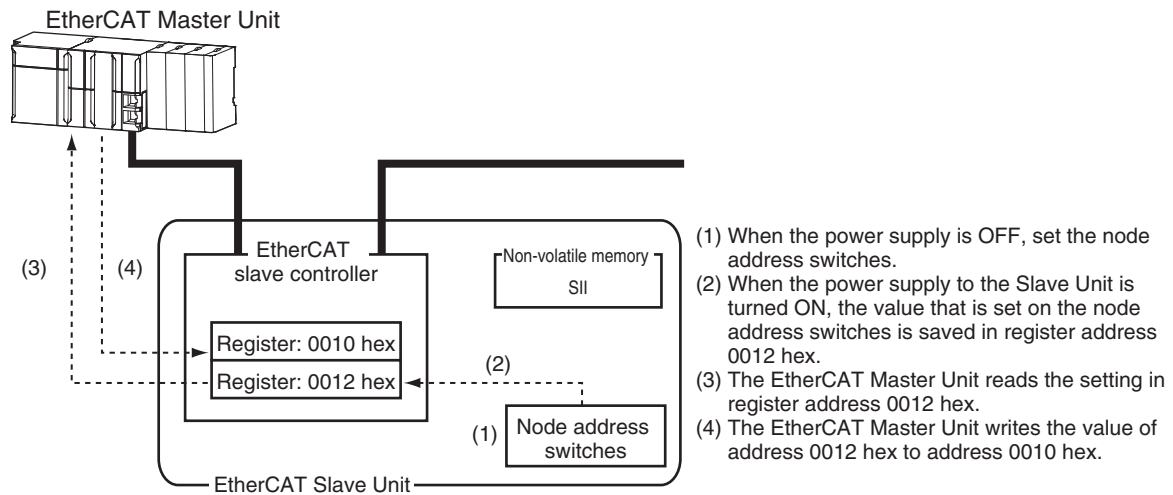 EtherCAT Master Unit
(3)
(4)
EtherCAT
slave controller
Register: 0010 hex
Register: 0012 hex
Non-volatile memory
SII
(2)
(1)
Node address
switches
EtherCAT Slave Unit
(1) When the power supply is OFF, set the node
address switches.
(2) When the power supply to the Slave Unit is
turned ON, the value that is set on the node
address switches is saved in register address
0012 hex.
(3) The EtherCAT Master Unit reads the setting in
register address 0012 hex.
(4) The EtherCAT Master Unit writes the value of
address 0012 hex to address 0010 hex.